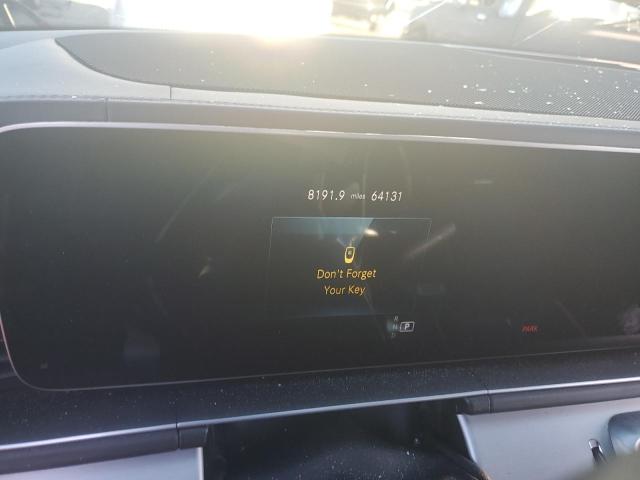 8191.9 miles 64131
Don't Forget
Your Key
R
N P
D
PARK